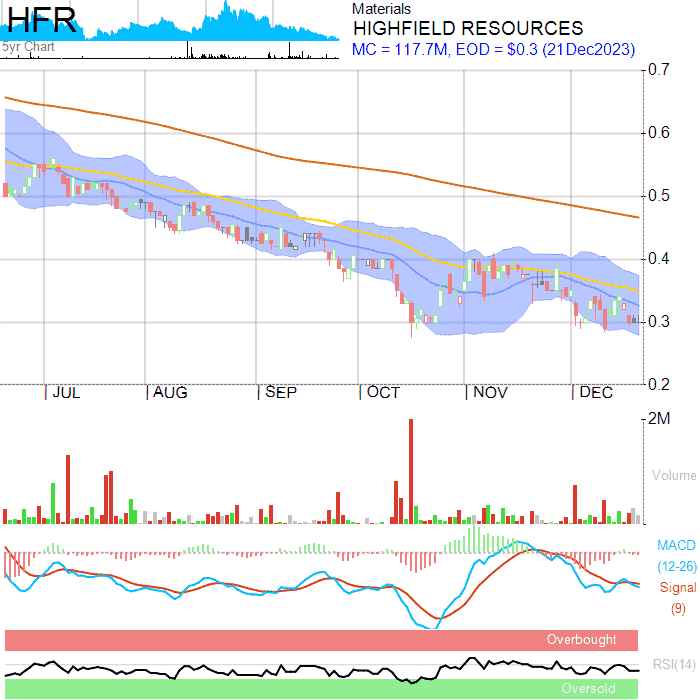 HFR
5yr Chart
Materials
HIGHFIELD RESOURCES
MC = 117.7M, EOD = $0.3 (21Dec2023)
0.7
0.6
0.5
0.4
0.3
0.2
JUL AUG SEP OCT NOV DEC
2M
Volume
MACD
(12-26)
Signal
(9)
Overbought
RSI(14)
Oversold